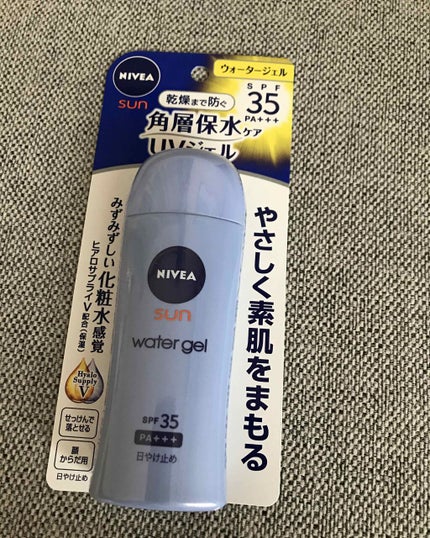 NIVEA
sun
ウォータージェル
SPF
35
PA+++
乾燥まで防ぐ
角層保水ケア
UVジェル
やさしく素肌をまもる
みずみずしい化粧水感覚
ヒアロサプライV配合(保湿)
Hyalo
Supply
V
せっけんで
落とせる
顔
からだ用
日やけ止め
NIVEA
sun
water gel
SPF 35
PA+++
日やけ止め